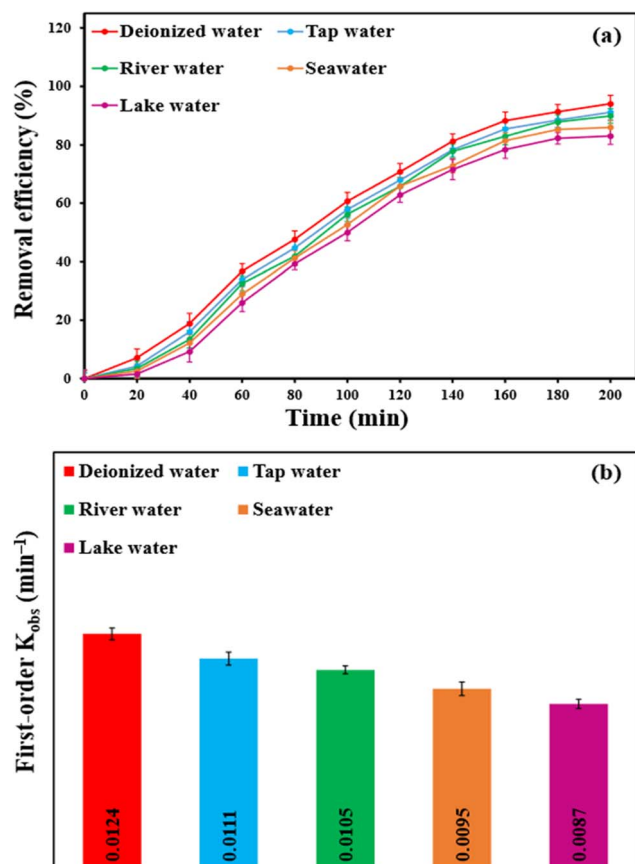 120
Deionized water Tap water (a)
River water Seawater
Lake water
100
80
60
40
20
0
Removal efficiency (%)
0 20 40 60 80 100 120 140 160 180 200
Time (min)
Deionized water Tap water (b)
River water Seawater
Lake water
First-order K_obs (min⁻¹)
0.0124 0.0111 0.0105 0.0095 0.0087